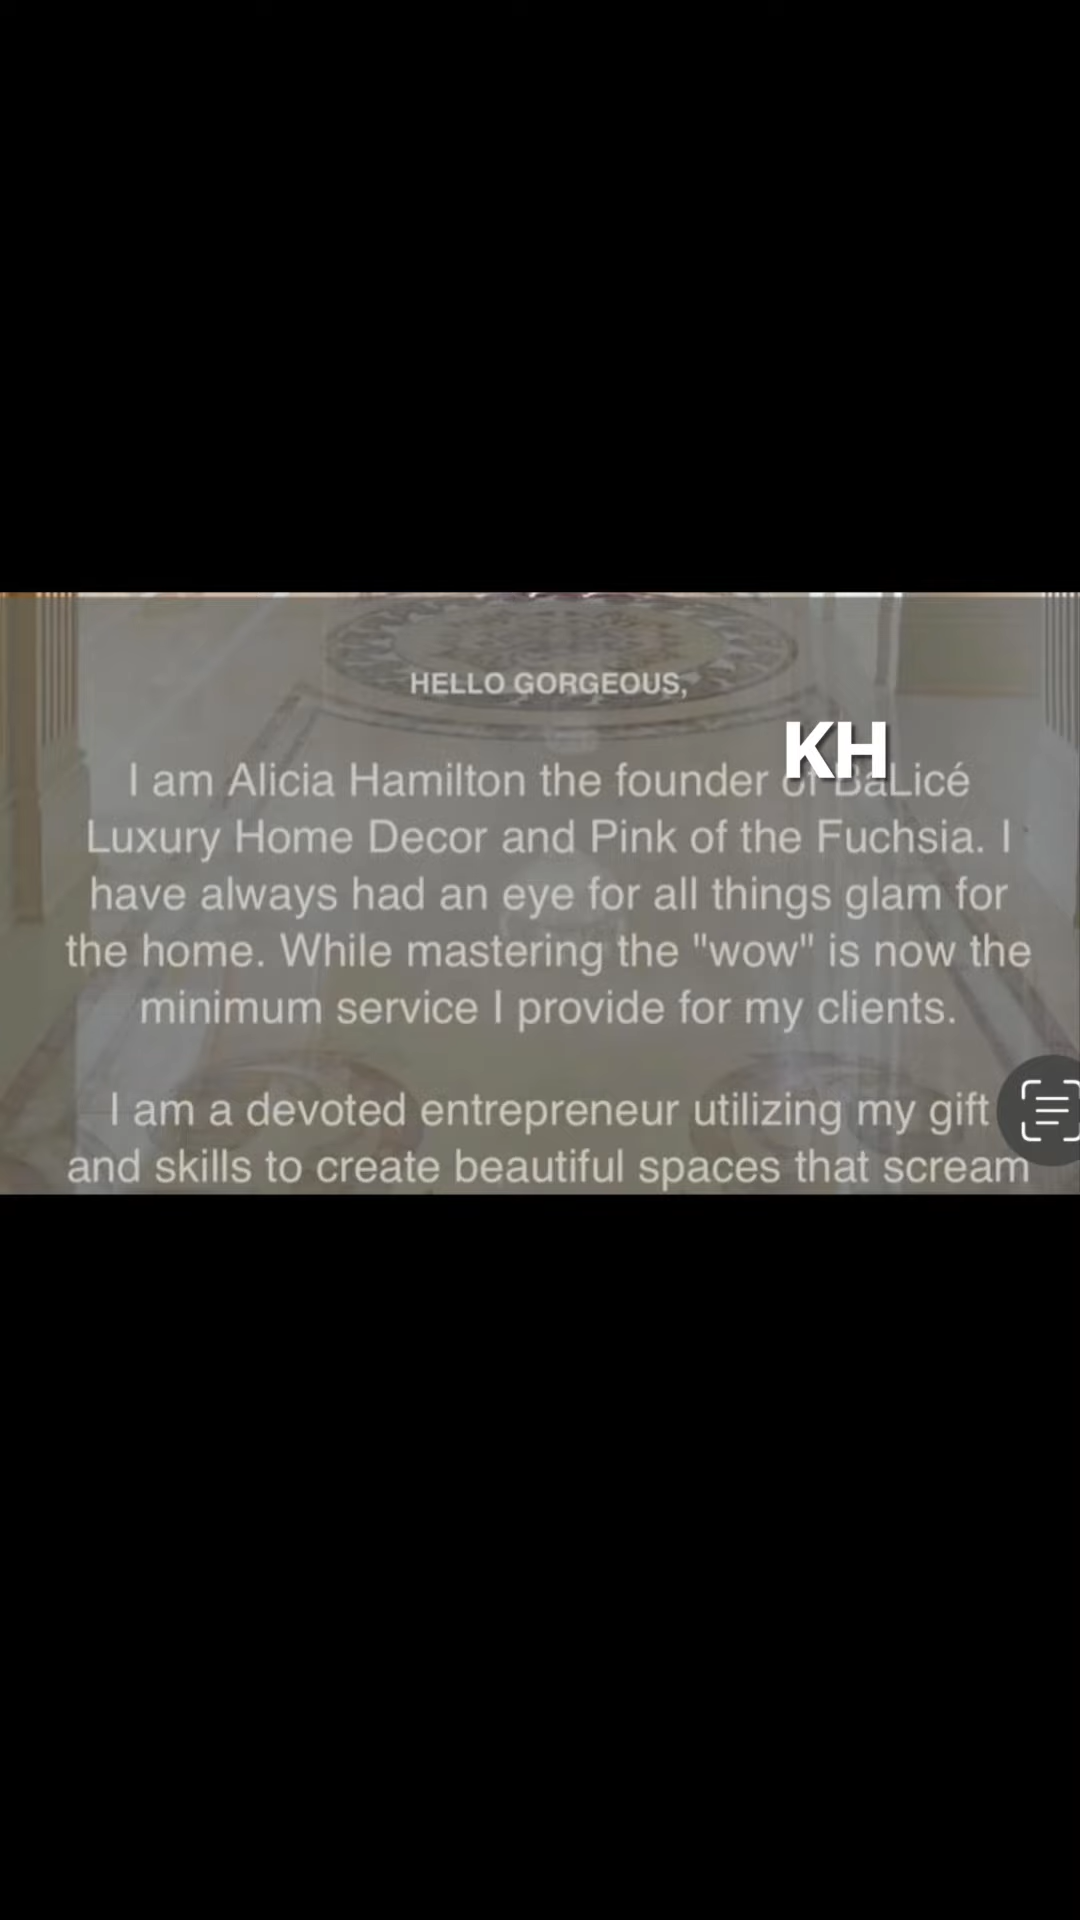 HELLO GORGEOUS,
KH
I am Alicia Hamilton the founder of BaLicé
Luxury Home Decor and Pink of the Fuchsia. I
have always had an eye for all things glam for
the home. While mastering the "wow" is now the
minimum service I provide for my clients.
I am a devoted entrepreneur utilizing my gift
and skills to create beautiful spaces that scream